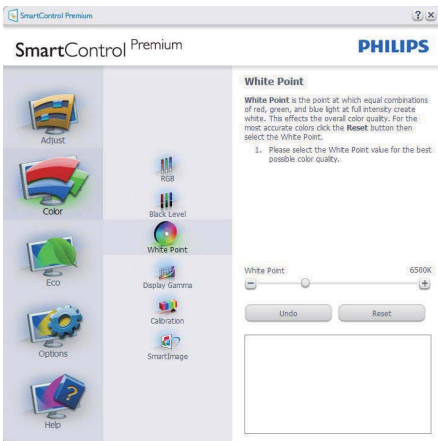 SmartControl Premium
? x
SmartControl Premium
PHILIPS
Adjust
Color
Eco
Options
Help
RGB
Black Level
White Point
Display Gamma
Calibration
SmartImage
White Point
White Point is the point at which equal combinations
of red, green, and blue light at full intensity create
white. This effects the overall color quality. For the
most accurate colors click the Reset button then
select the White Point.
1. Please select the White Point value for the best
possible color quality.
White Point 6500K
Undo Reset